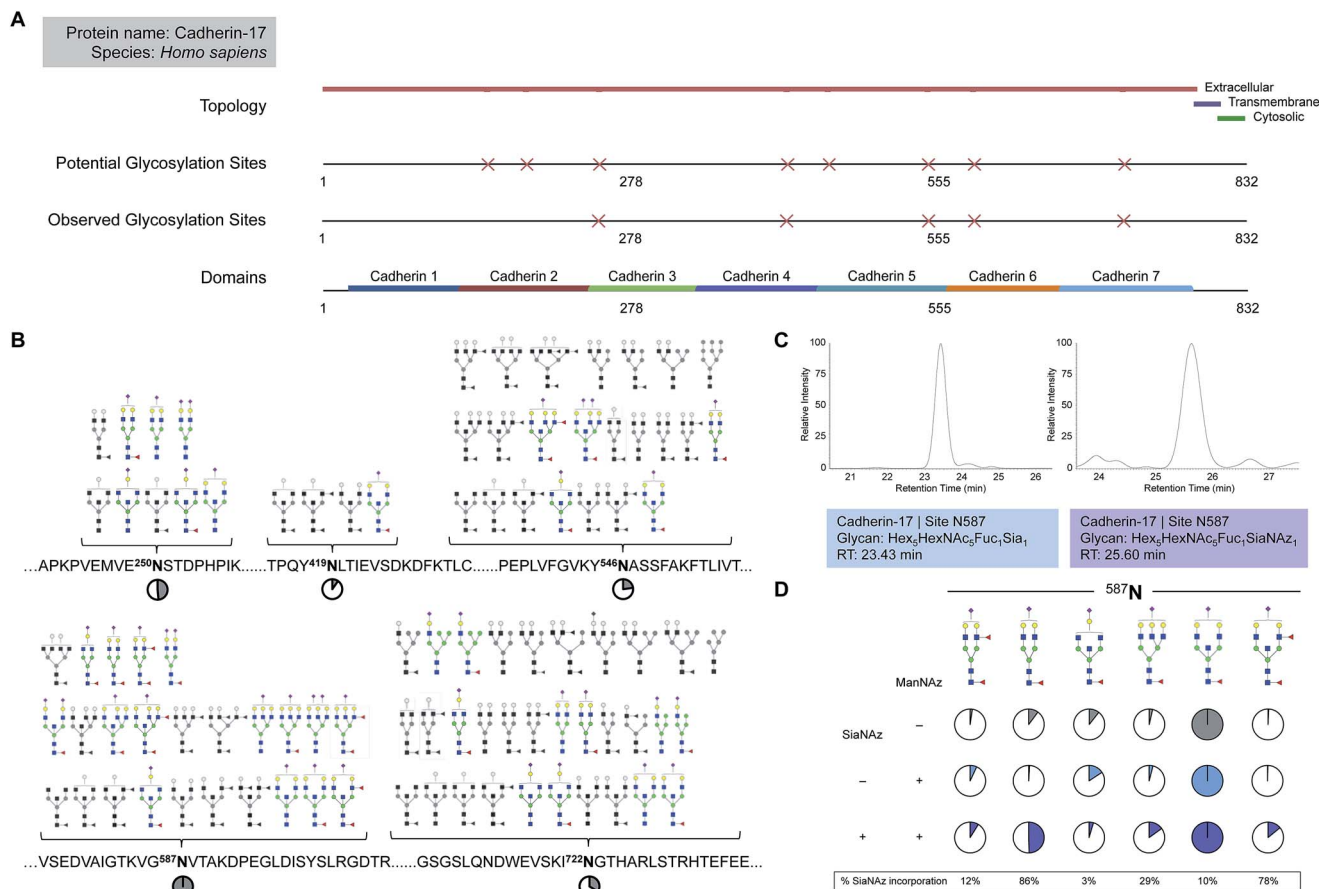 A
Protein name: Cadherin-17
Species: Homo sapiens
Topology
Extracellular
Transmembrane
Cytosolic
Potential Glycosylation Sites
1 278 555 832
Observed Glycosylation Sites
1 278 555 832
Domains
Cadherin 1 Cadherin 2 Cadherin 3 Cadherin 4 Cadherin 5 Cadherin 6 Cadherin 7
1 278 555 832
B
...APKPVEMVE²⁵⁰NSTDPHPIK......TPQY⁴¹⁹NLTIEVSDKDFKTLC...PEPLVFGVKY⁵⁴⁶NASSFAKFTLIVT...
...VSEDVAIGTKVG⁵⁸⁷NVTAKDPEGLDISYSLRGDTR......GSGSLQNDWEVSKI⁷²²NGTHARLSTRHTEFEE...
C
Relative Intensity
100
75
50
25
0
21 22 23 24 25 26
Retention Time (min)
Relative Intensity
100
75
50
25
0
24 25 26 27
Retention Time (min)
Cadherin-17 | Site N587
Glycan: Hex₅HexNAc₅Fuc₁Sia₁
RT: 23.43 min
Cadherin-17 | Site N587
Glycan: Hex₅HexNAc₅Fuc₁SiaNAz₁
RT: 25.60 min
D
⁵⁸⁷N
ManNAz
SiaNAz
–
– +
+ +
% SiaNAz incorporation 12% 86% 3% 29% 10% 78%